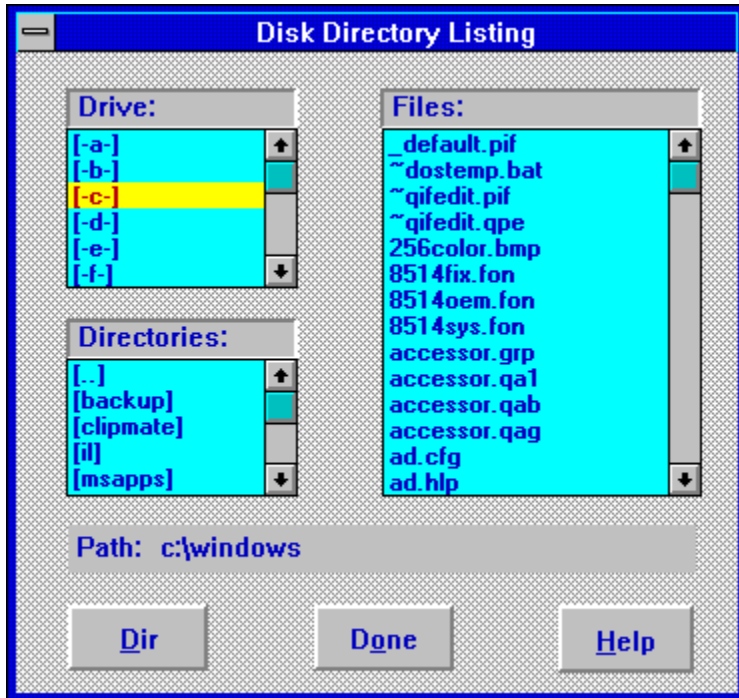 Disk Directory Listing
Drive:
[-a-]
[-b-]
[-c-]
[-d-]
[-e-]
[-f-]
Directories:
[..]
[backup]
[clipmate]
[il]
[msapps]
Files:
_default.pif
~dostemp.bat
~qifedit.pif
~qifedit.qpe
256color.bmp
8514fix.fon
8514oem.fon
8514sys.fon
accessor.grp
accessor.qa1
accessor.qab
accessor.qag
ad.cfg
ad.hlp
Path: c:\windows
Dir Done Help